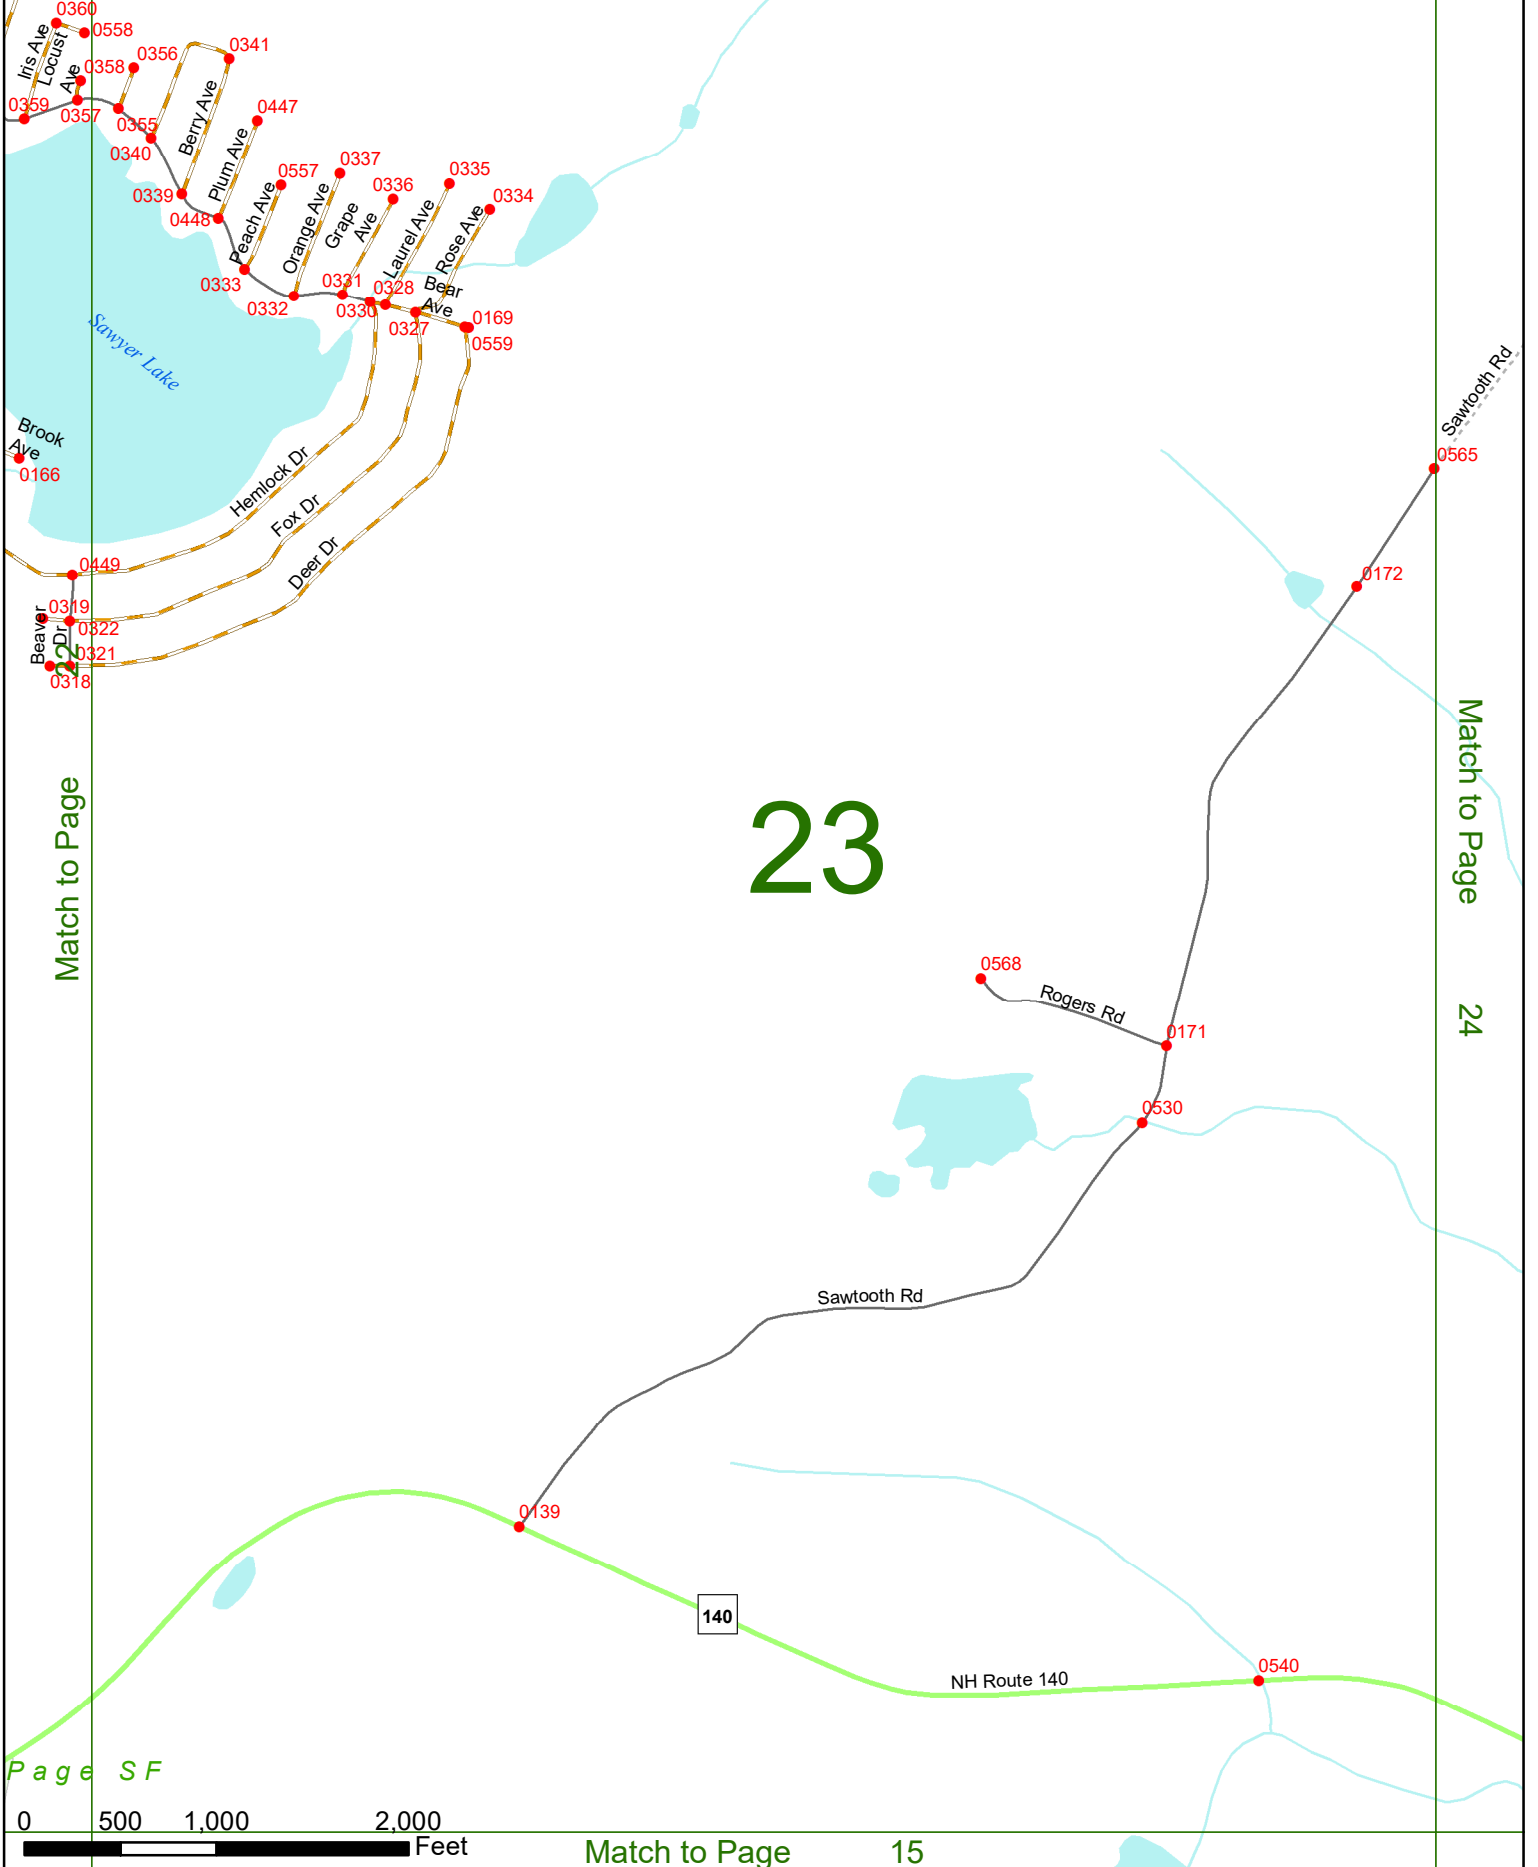 0360
0558
Iris Ave
Locust
Ave
0358
0356
0341
0359
0357
0355
0340
Berry Ave
0447
Plum Ave
0339
0448
0557
Peach Ave
0337
Orange Ave
0336
Grape
Ave
0335
Laurel Ave
0334
Rose Ave
0333
0332
0331
0330
0328
Bear
Ave
0327
0169
0559
Sawyer Lake
Sawtooth Rd
0565
Brook
Ave
0166
Hemlock Dr
Fox Dr
Deer Dr
0449
0172
0319
0322
Beaver
Dr
0321
0318
22
Match to Page
23
Match to Page
24
0568
Rogers Rd
0171
0530
Sawtooth Rd
0139
140
NH Route 140
0540
Page SF
0 500 1,000 2,000
Feet
Match to Page 15